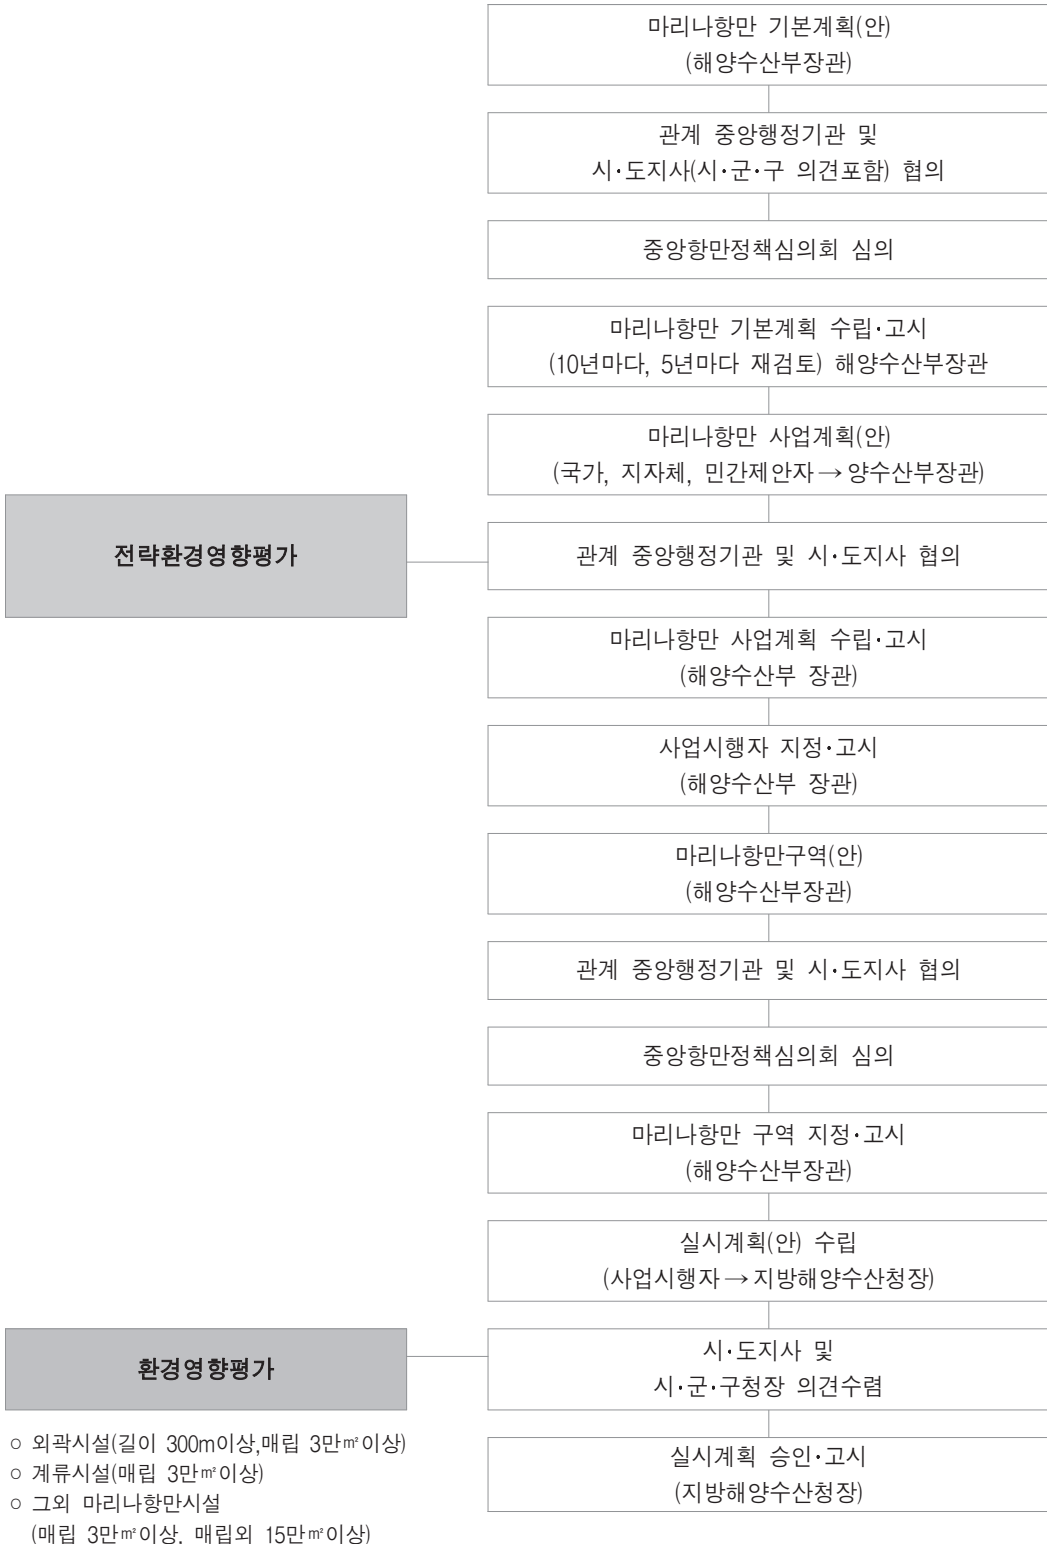 마리나항만 기본계획(안)
(해양수산부장관)
관계 중앙행정기관 및
시·도지사(시·군·구 의견포함) 협의
중앙항만정책심의회 심의
마리나항만 기본계획 수립·고시
(10년마다, 5년마다 재검토) 해양수산부장관
마리나항만 사업계획(안)
(국가, 지자체, 민간제안자→양수산부장관)
전략환경영향평가
관계 중앙행정기관 및 시·도지사 협의
마리나항만 사업계획 수립·고시
(해양수산부 장관)
사업시행자 지정·고시
(해양수산부 장관)
마리나항만구역(안)
(해양수산부장관)
관계 중앙행정기관 및 시·도지사 협의
중앙항만정책심의회 심의
마리나항만 구역 지정·고시
(해양수산부장관)
실시계획(안) 수립
(사업시행자→지방해양수산청장)
환경영향평가
시·도지사 및
시·군·구청장 의견수렴
○ 외곽시설(길이 300m이상,매립 3만㎡이상)
○ 계류시설(매립 3만㎡이상)
○ 그외 마리나항만시설
(매립 3만㎡이상, 매립외 15만㎡이상)
실시계획 승인·고시
(지방해양수산청장)